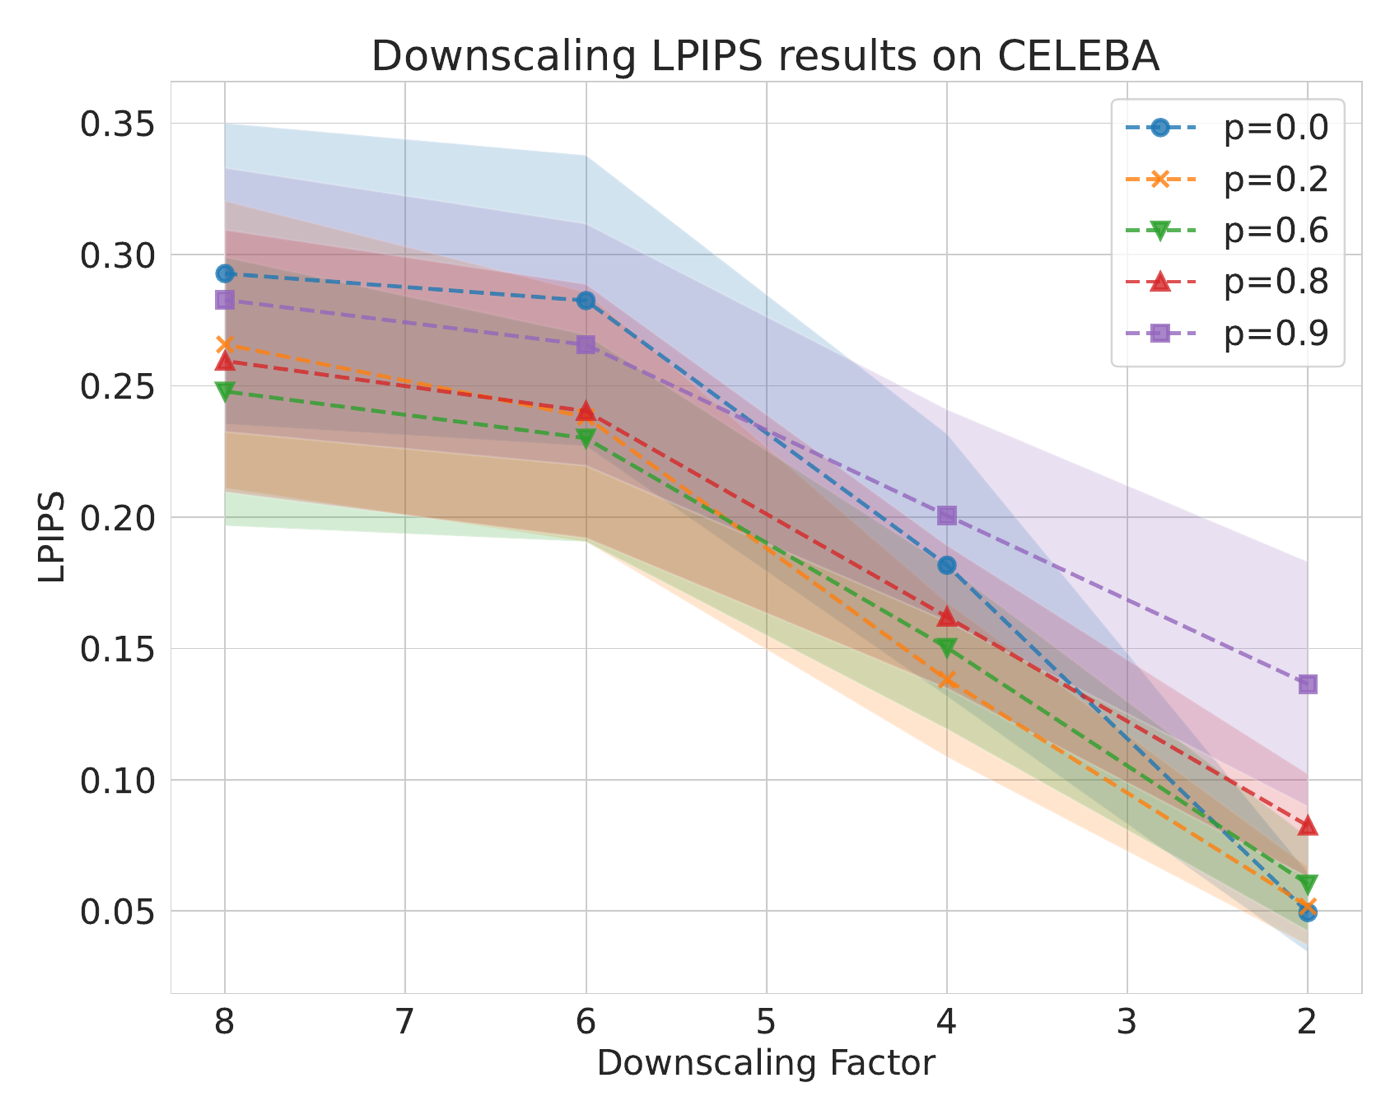 Downscaling LPIPS results on CELEBA
p=0.0
p=0.2
p=0.6
p=0.8
p=0.9
0.35
0.30
0.25
0.20
0.15
0.10
0.05
LPIPS
8 7 6 5 4 3 2
Downscaling Factor